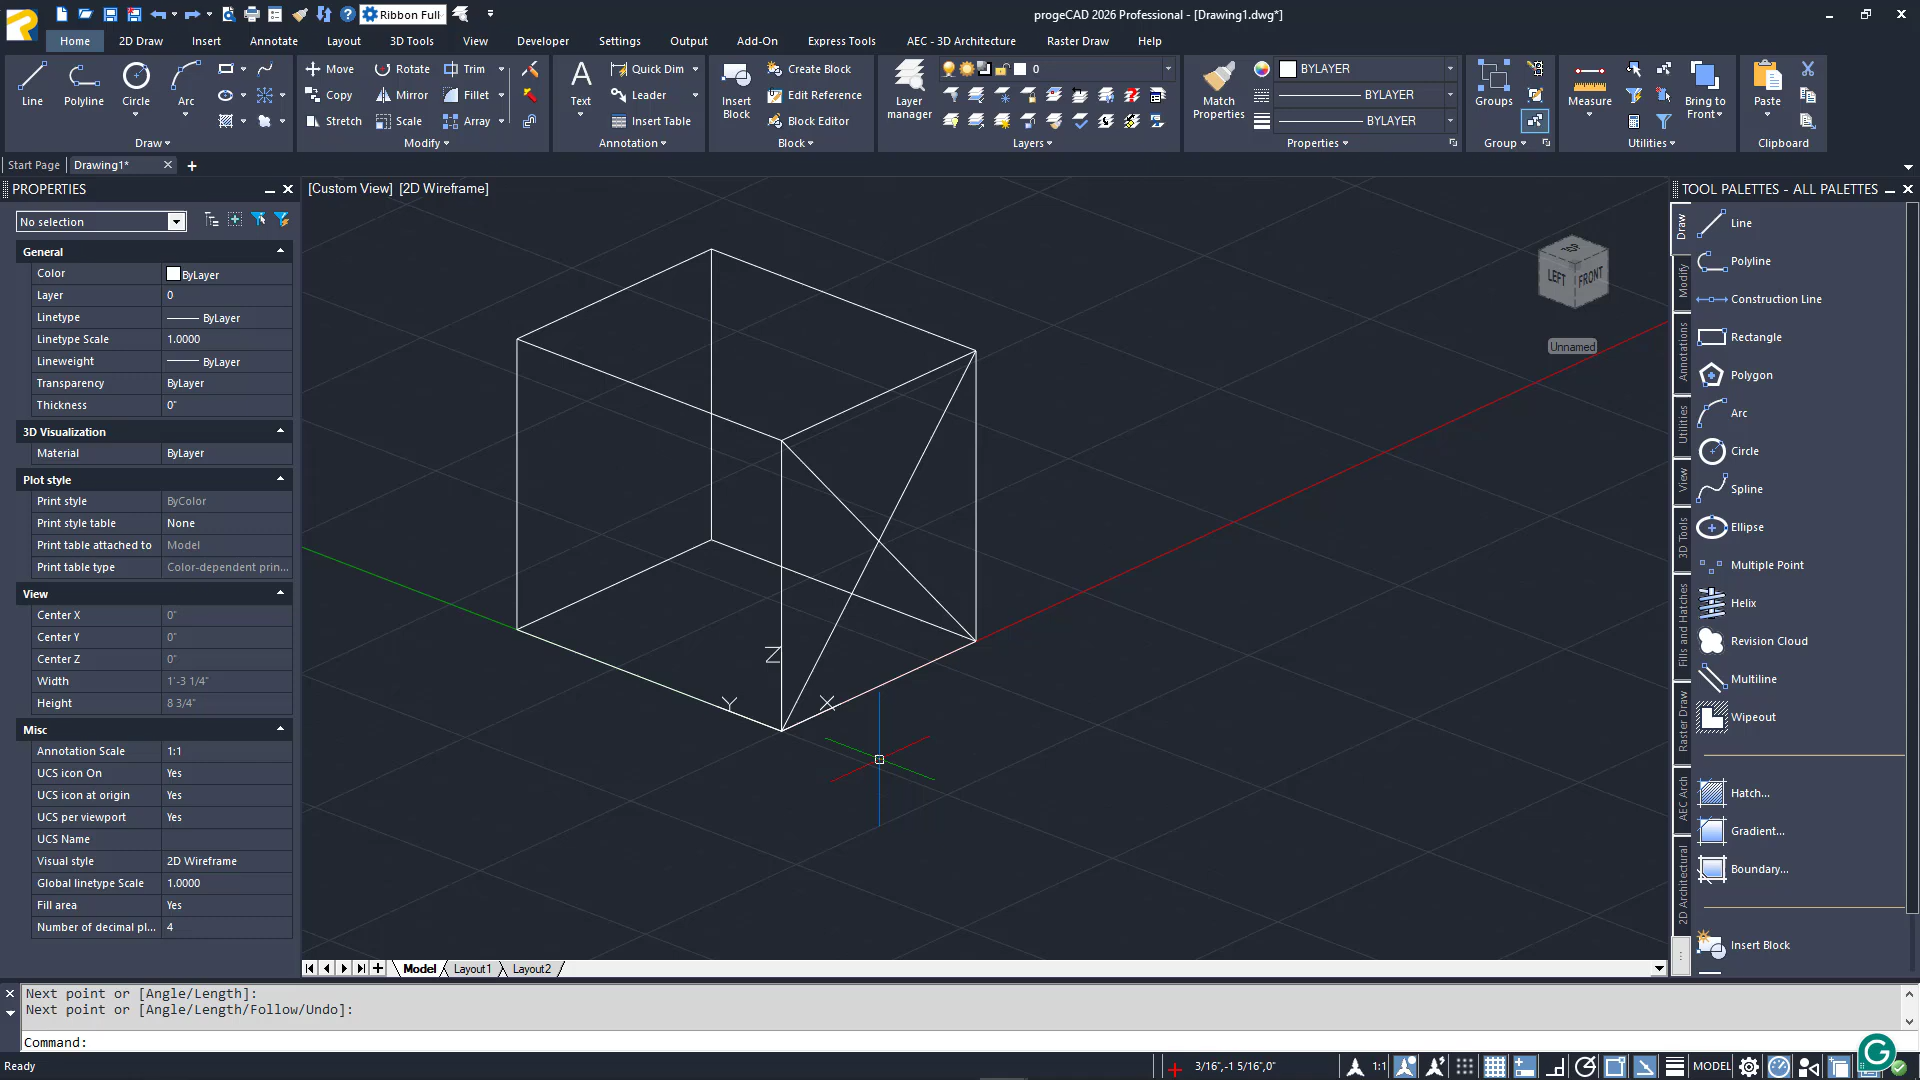 Ribbon Full
progeCAD 2026 Professional - [Drawing1.dwg*]
Home
2D Draw
Insert
Annotate
Layout
3D Tools
View
Developer
Settings
Output
Add-On
Express Tools
AEC - 3D Architecture
Raster Draw
Help
Line
Polyline
Circle
Arc
Draw
Move
Rotate
Trim
Copy
Mirror
Fillet
Stretch
Scale
Array
Modify
Text
Quick Dim
Leader
Insert Table
Annotation
Insert
Block
Create Block
Edit Reference
Block Editor
Block
Layer
manager
0
Layers
Match
Properties
BYLAYER
BYLAYER
BYLAYER
Properties
Groups
Group
Measure
Bring to
Front
Utilities
Paste
Clipboard
Start Page
Drawing1*
PROPERTIES
No selection
General
Color ByLayer
Layer 0
Linetype ByLayer
Linetype Scale 1.0000
Lineweight ByLayer
Transparency ByLayer
Thickness 0"
3D Visualization
Material ByLayer
Plot style
Print style ByColor
Print style table None
Print table attached to Model
Print table type Color-dependent prin...
View
Center X 0"
Center Y 0"
Center Z 0"
Width 1'-3 1/4"
Height 8 3/4"
Misc
Annotation Scale 1:1
UCS icon On Yes
UCS icon at origin Yes
UCS per viewport Yes
UCS Name
Visual style 2D Wireframe
Global linetype Scale 1.0000
Fill area Yes
Number of decimal pl... 4
[Custom View] [2D Wireframe]
TOP
LEFT
FRONT
Unnamed
Z
Y
X
TOOL PALETTES - ALL PALETTES
Draw
Modify
Annotations
Utilities
View
3D Tools
Fills and Hatches
Raster Draw
AEC Arch
2D Architectural
Line
Polyline
Construction Line
Rectangle
Polygon
Arc
Circle
Spline
Ellipse
Multiple Point
Helix
Revision Cloud
Multiline
Wipeout
Hatch...
Gradient...
Boundary...
Insert Block
Model
Layout1
Layout2
Next point or [Angle/Length]:
Next point or [Angle/Length/Follow/Undo]:
Command:
Ready
3/16",-1 5/16",0"
1:1
MODEL